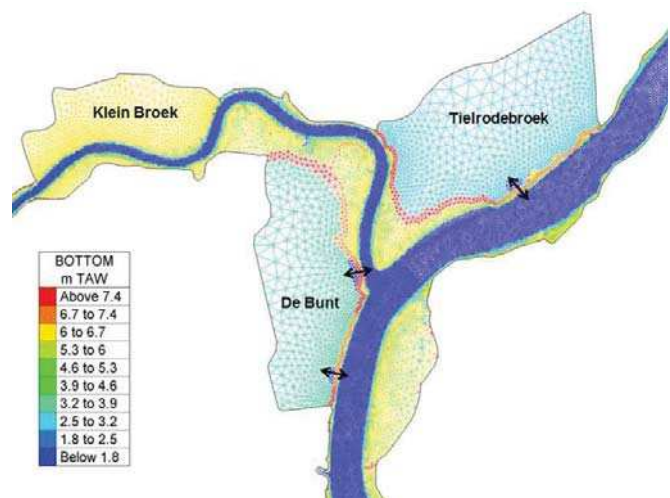 Klein Broek
Tielrodebroek
De Bunt
BOTTOM
m TAW
Above 7.4
6.7 to 7.4
6 to 6.7
5.3 to 6
4.6 to 5.3
3.9 to 4.6
3.2 to 3.9
2.5 to 3.2
1.8 to 2.5
Below 1.8